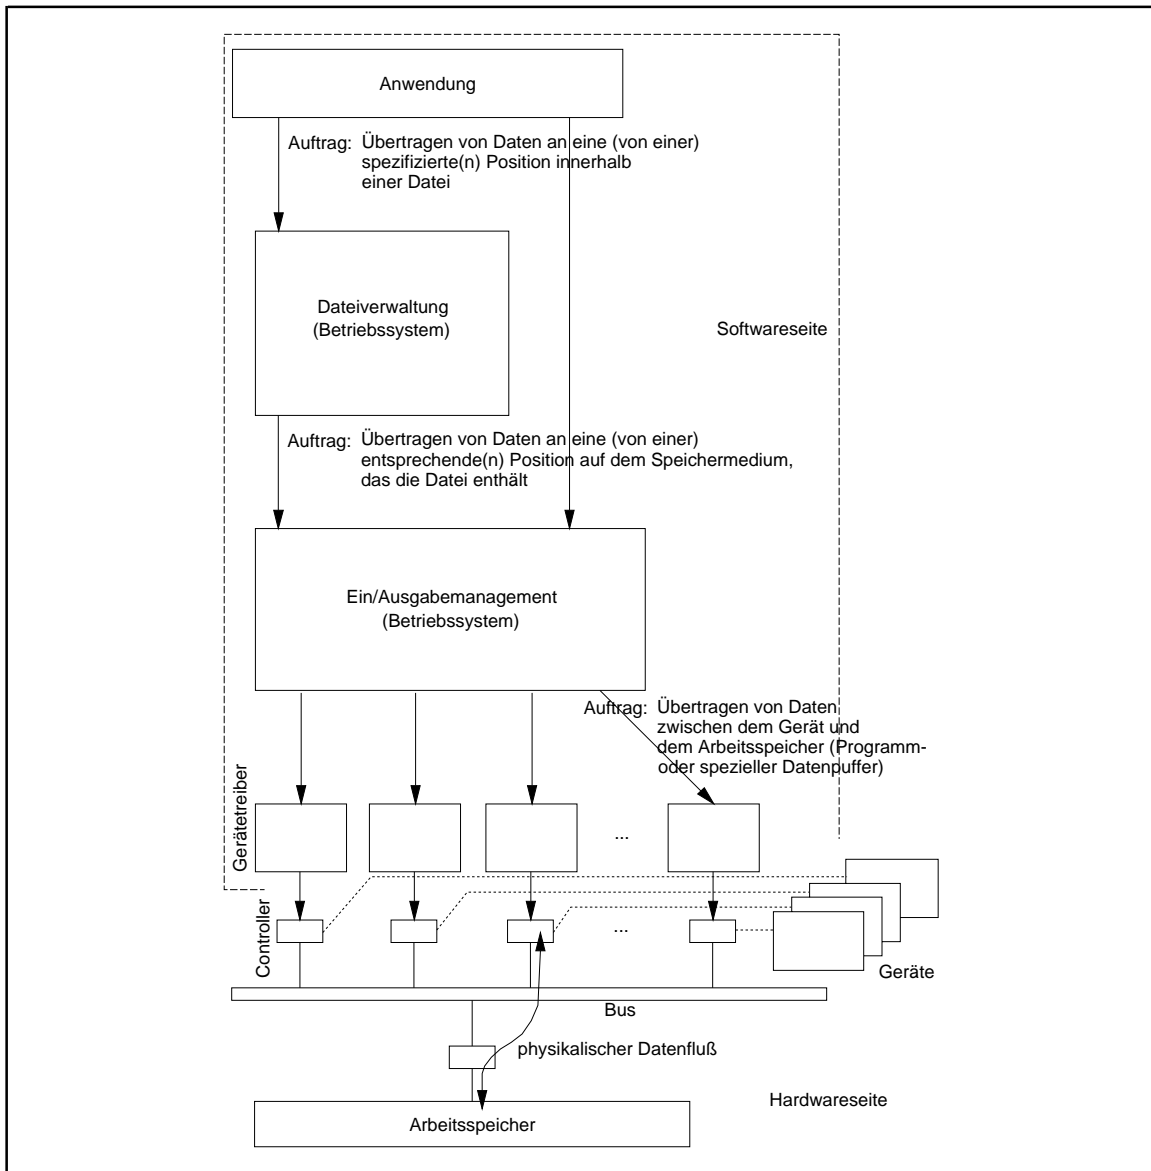 Anwendung
Auftrag: Übertragen von Daten an eine (von einer)
spezifizierte(n) Position innerhalb
einer Datei
Dateiverwaltung
(Betriebssystem)
Softwareseite
Auftrag: Übertragen von Daten an eine (von einer)
entsprechende(n) Position auf dem Speichermedium,
das die Datei enthält
Ein/Ausgabemanagement
(Betriebssystem)
Auftrag: Übertragen von Daten
zwischen dem Gerät und
dem Arbeitsspeicher (Programm-
oder spezieller Datenpuffer)
Gerätetreiber
...
Controller
...
Geräte
Bus
physikalischer Datenfluß
Hardwareseite
Arbeitsspeicher